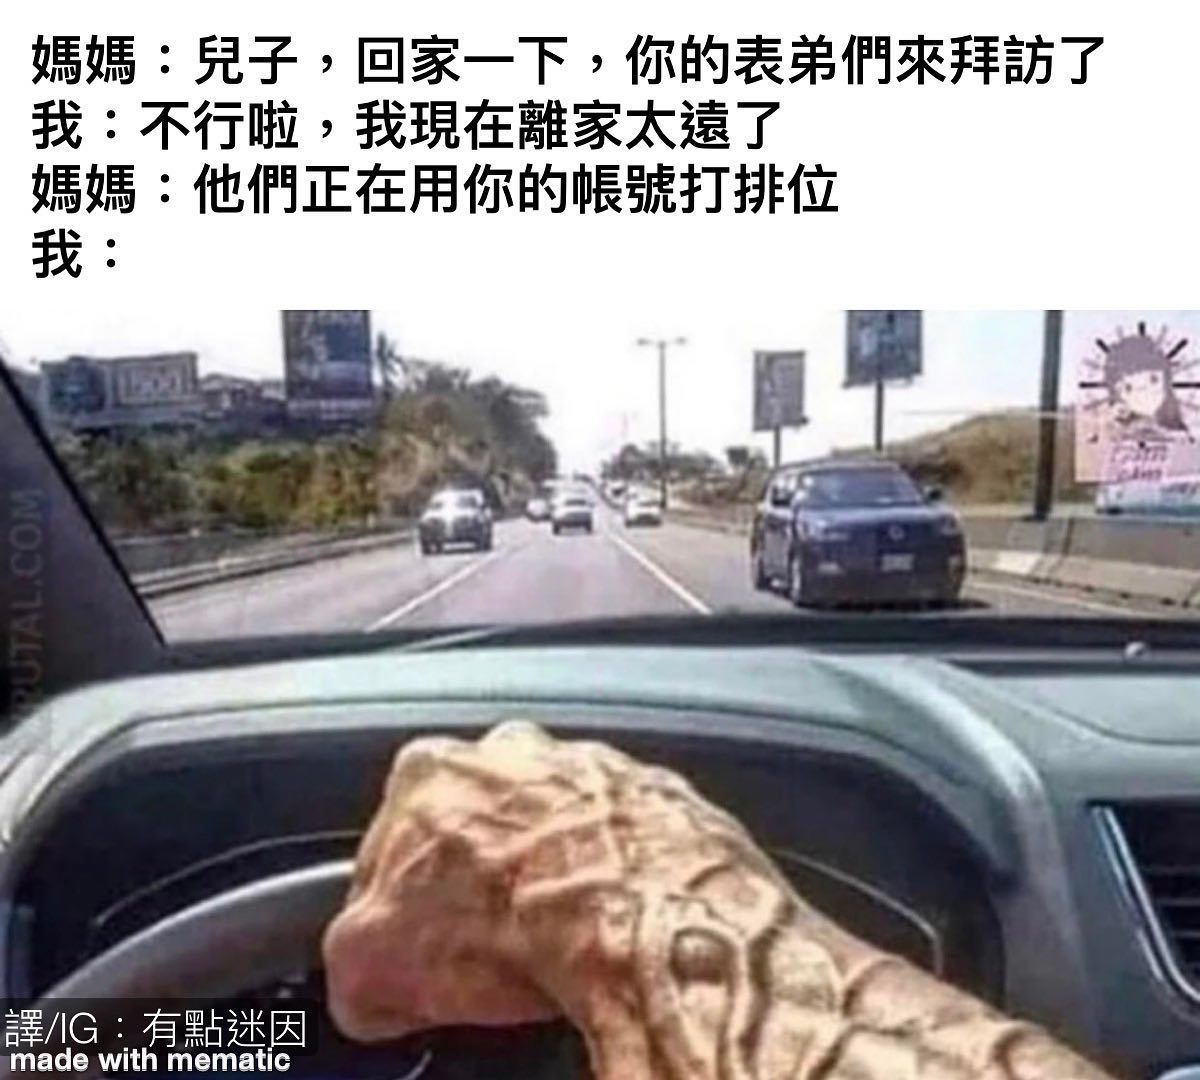 媽媽：兒子，回家一下，你的表弟們來拜訪了
我：不行啦，我現在離家太遠了
媽媽：他們正在用你的帳號打排位
我：
RUTAL.COM
譯/IG：有點迷因
made with mematic